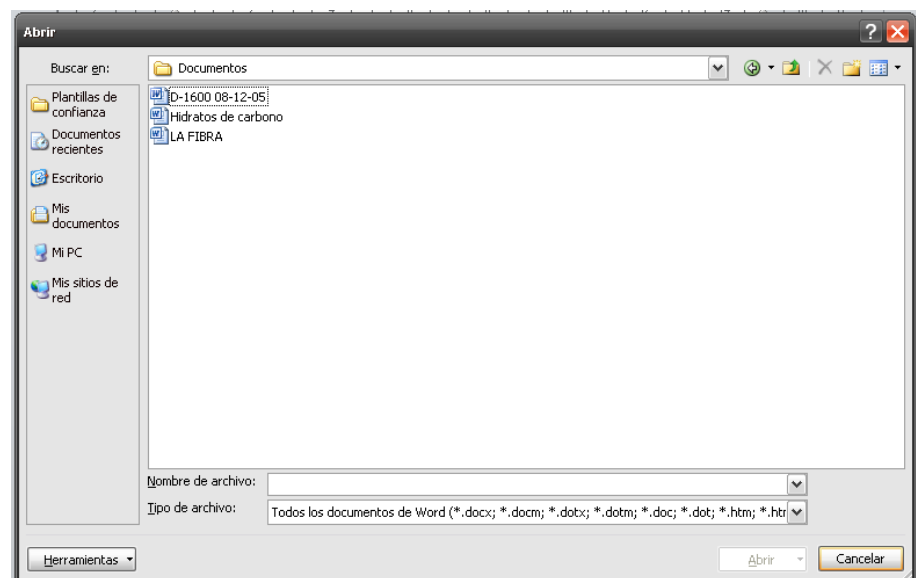 Abrir
Buscar en:
Documentos
Plantillas de
confianza
Documentos
recientes
Escritorio
Mis
documentos
Mi PC
Mis sitios de
red
D-1600 08-12-05
Hidratos de carbono
LA FIBRA
Nombre de archivo:
Tipo de archivo:
Todos los documentos de Word (*.docx; *.docm; *.dotx; *.dotm; *.doc; *.dot; *.htm; *.htr
Herramientas
Abrir
Cancelar